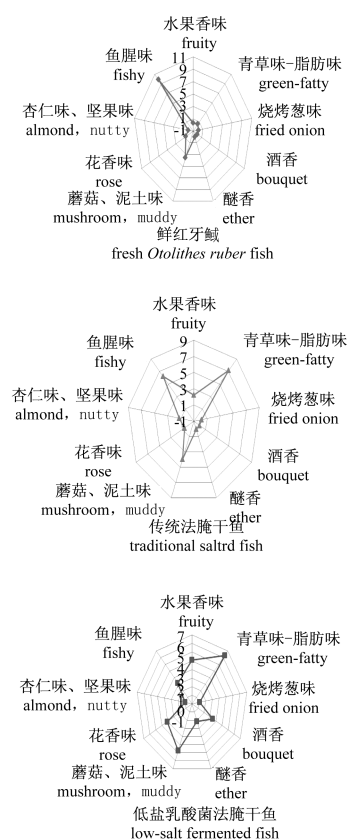 水果香味
fruity
鱼腥味
fishy
青草味-脂肪味
green-fatty
杏仁味、坚果味
almond，nutty
烧烤葱味
fried onion
花香味
rose
酒香
bouquet
蘑菇、泥土味
mushroom，muddy
醚香
ether
11
9
7
5
3
1
-1
鲜红牙鰔
fresh Otolithes ruber fish
水果香味
fruity
鱼腥味
fishy
青草味-脂肪味
green-fatty
杏仁味、坚果味
almond，nutty
烧烤葱味
fried onion
花香味
rose
酒香
bouquet
蘑菇、泥土味
mushroom，muddy
醚香
ether
9
7
5
3
1
-1
传统法腌干鱼
traditional saltrd fish
水果香味
fruity
鱼腥味
fishy
青草味-脂肪味
green-fatty
杏仁味、坚果味
almond，nutty
烧烤葱味
fried onion
花香味
rose
酒香
bouquet
蘑菇、泥土味
mushroom，muddy
醚香
ether
7
6
5
4
3
2
1
0
-1
低盐乳酸菌法腌干鱼
low-salt fermented fish